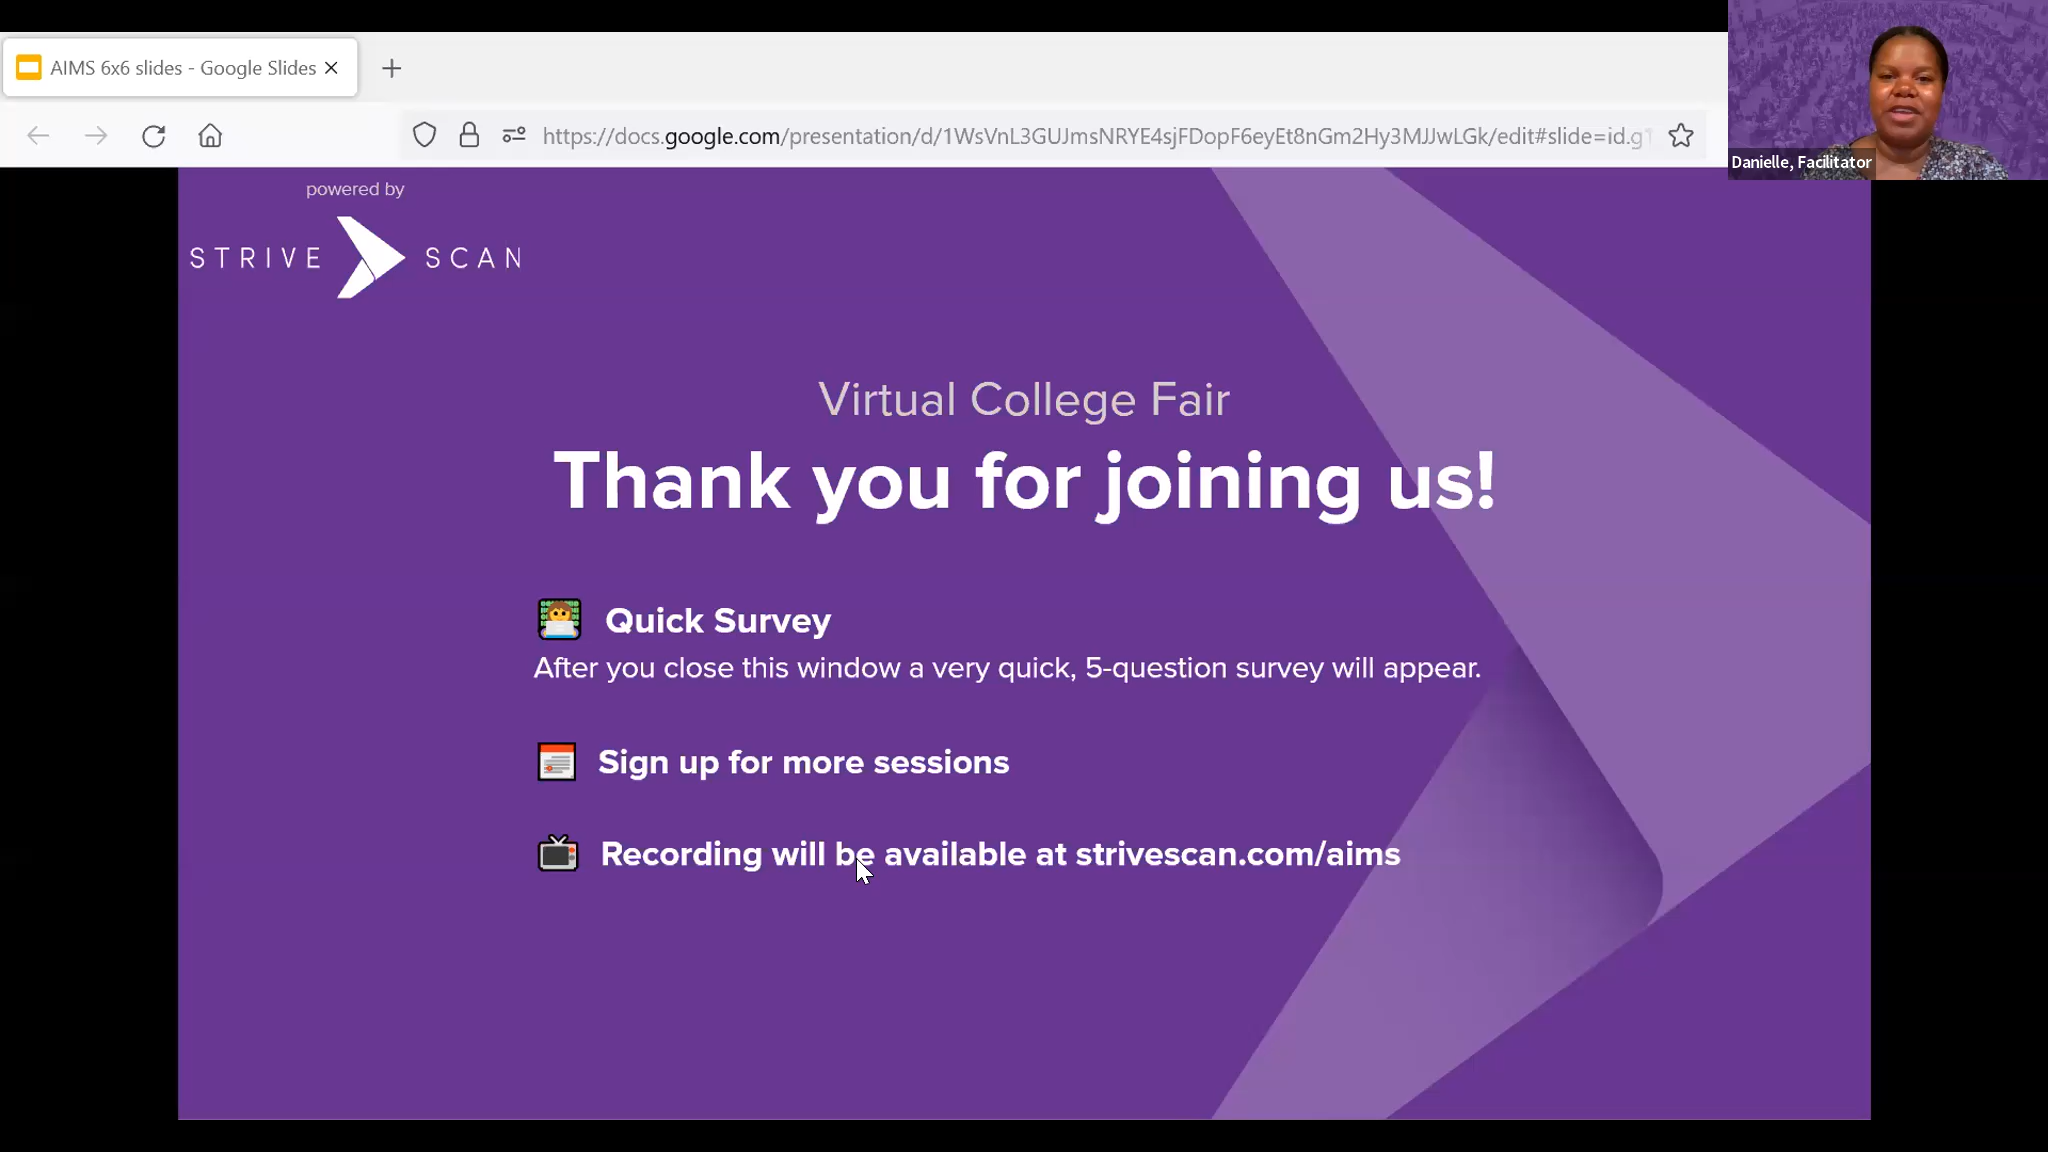 AIMS 6x6 slides - Google Slides
https://docs.google.com/presentation/d/1WsVnL3GUJmsNRYE4sjFDopF6eyEt8nGm2Hy3MJJwLGk/edit#slide=id.g1
Danielle, Facilitator
powered by
STRIVE SCAN
Virtual College Fair
Thank you for joining us!
Quick Survey
After you close this window a very quick, 5-question survey will appear.
Sign up for more sessions
Recording will be available at strivescan.com/aims